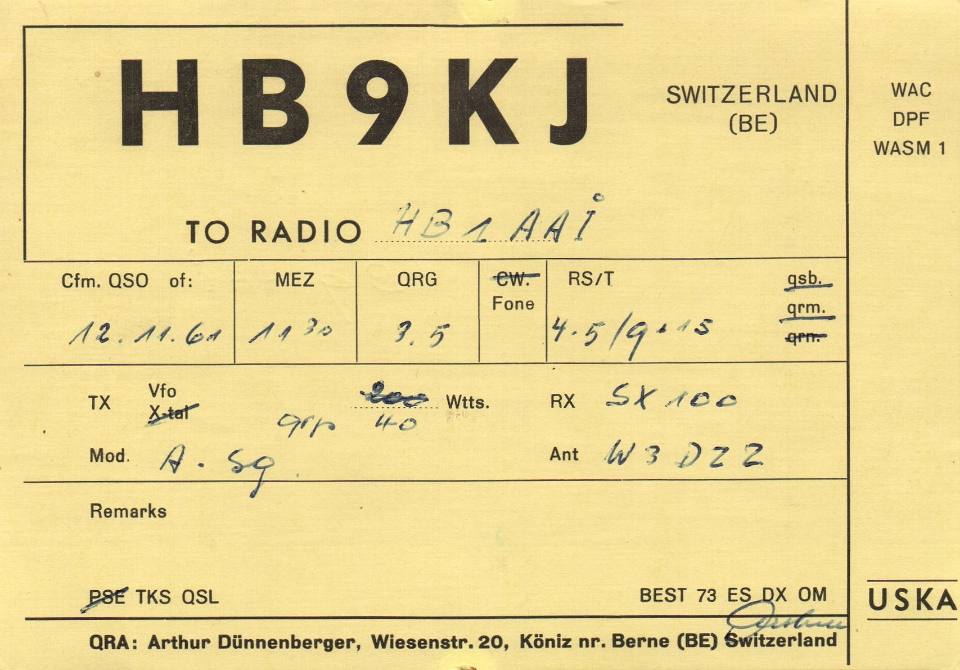 HB9KJ
SWITZERLAND
(BE)
WAC
DPF
WASM 1
TO RADIO HB1AAI
Cfm. QSO of: MEZ QRG CW. RS/T qsb.
Fone qrm.
12.11.61 11 30 3.5 4-5/9+15 qrn.
TX Vfo 200 Wtts. RX SX100
X-tal
qrp 40
Mod. A. Sg Ant W3DZZ
Remarks
PSE TKS QSL BEST 73 ES DX OM
USKA
QRA: Arthur Dünnenberger, Wiesenstr. 20, Köniz nr. Berne (BE) Switzerland